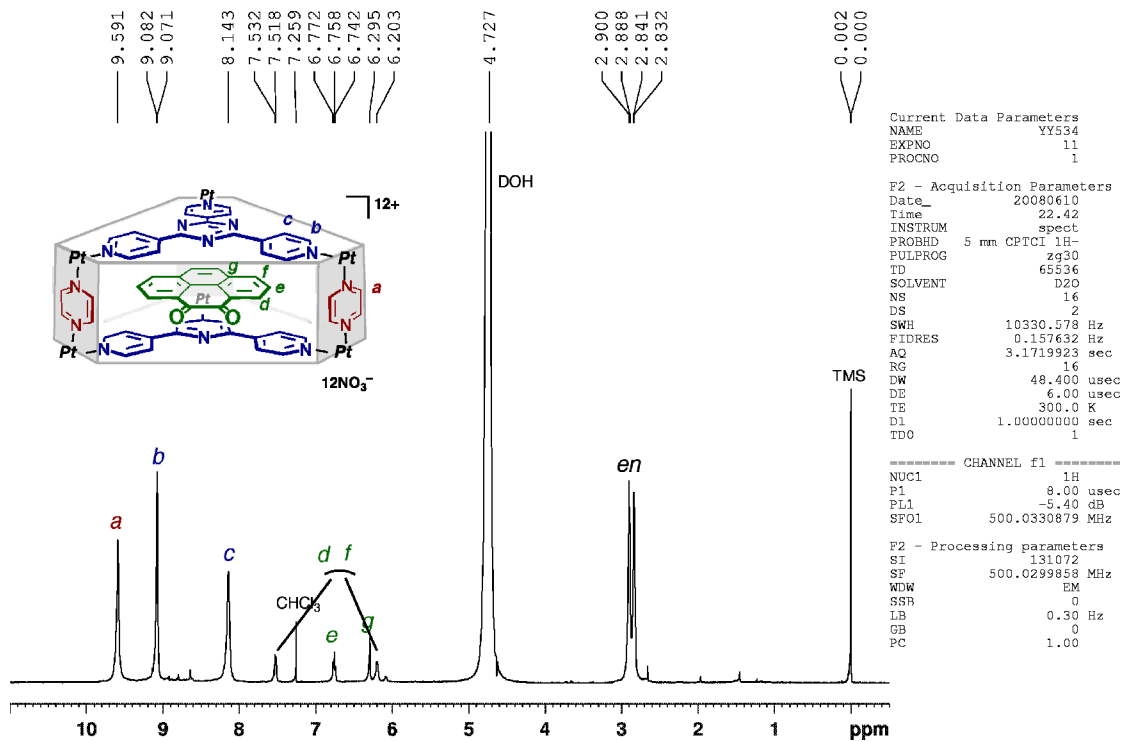 9.591
9.082
9.071
8.143
7.532
7.518
7.259
6.772
6.758
6.742
6.295
6.203
4.727
2.900
2.888
2.841
2.832
0.002
0.000
Current Data Parameters
NAME YY534
EXPNO 11
PROCNO 1
F2 - Acquisition Parameters
Date_ 20080610
Time 22.42
INSTRUM spect
PROBHD 5 mm CPTCI 1H-
PULPROG zg30
TD 65536
SOLVENT D2O
NS 16
DS 2
SWH 10330.578 Hz
FIDRES 0.157632 Hz
AQ 3.1719923 sec
RG 16
DW 48.400 usec
DE 6.00 usec
TE 300.0 K
D1 1.00000000 sec
TD0 1
======== CHANNEL f1 ========
NUC1 1H
P1 8.00 usec
PL1 -5.40 dB
SFO1 500.0330879 MHz
F2 - Processing parameters
SI 131072
SF 500.0299858 MHz
WDW EM
SSB 0
LB 0.30 Hz
GB 0
PC 1.00
Pt
12+
N
N N
N
c b
N N
Pt Pt
g f
e
d
N N
a
Pt
O O
N N
Pt N N N Pt
12NO₃⁻
DOH
TMS
a
b
c
d f
CHCl₃
e
g
en
10 9 8 7 6 5 4 3 2 1 ppm